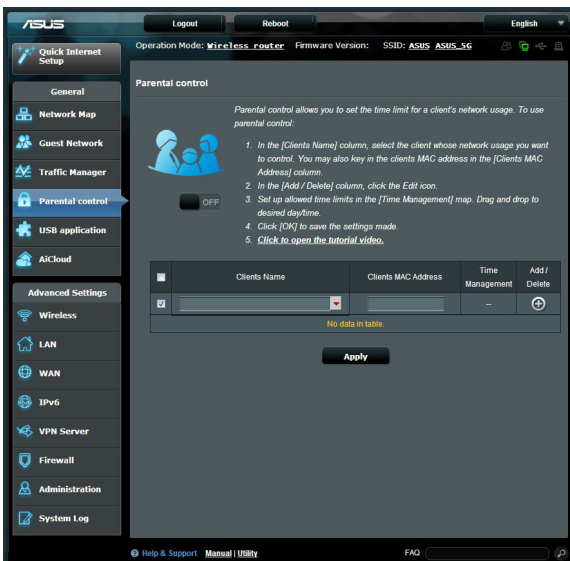 ASUS
Logout
Reboot
English
Quick Internet
Setup
Operation Mode: Wireless router Firmware Version: SSID: ASUS ASUS_5G
General
Network Map
Guest Network
Traffic Manager
Parental control
USB application
AiCloud
Advanced Settings
Wireless
LAN
WAN
IPv6
VPN Server
Firewall
Administration
System Log
Parental control
Parental control allows you to set the time limit for a client's network usage. To use
parental control:
1. In the [Clients Name] column, select the client whose network usage you want
to control. You may also key in the clients MAC address in the [Clients MAC
Address] column.
2. In the [Add / Delete] column, click the Edit icon.
3. Set up allowed time limits in the [Time Management] map. Drag and drop to
desired day/time.
4. Click [OK] to save the settings made.
5. Click to open the tutorial video.
OFF
Clients Name
Clients MAC Address
Time
Management
Add /
Delete
--
No data in table.
Apply
Help & Support Manual | Utility
FAQ